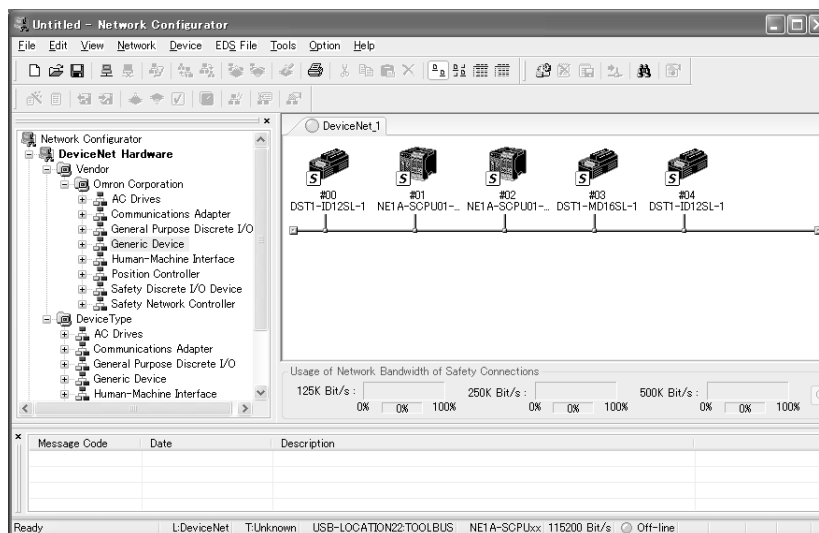 Untitled - Network Configurator
File Edit View Network Device EDS File Tools Option Help
Network Configurator
DeviceNet Hardware
Vendor
Omron Corporation
AC Drives
Communications Adapter
General Purpose Discrete I/O
Generic Device
Human-Machine Interface
Position Controller
Safety Discrete I/O Device
Safety Network Controller
DeviceType
AC Drives
Communications Adapter
General Purpose Discrete I/O
Generic Device
Human-Machine Interface
DeviceNet_1
S S S S S
#00 #01 #02 #03 #04
DST1-ID12SL-1 NE1A-SCPU01-... NE1A-SCPU01-... DST1-MD16SL-1 DST1-ID12SL-1
Usage of Network Bandwidth of Safety Connections
125K Bit/s : 250K Bit/s : 500K Bit/s :
0% 0% 100% 0% 0% 100% 0% 0% 100%
Message Code Date Description
Ready L:DeviceNet T:Unknown USB-LOCATION22:TOOLBUS NE1A-SCPUxx 115200 Bit/s Off-line